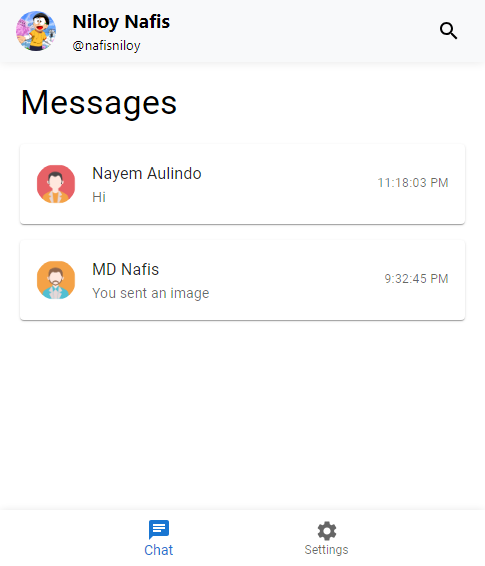 Niloy Nafis
@nafisniloy
Messages
Nayem Aulindo
11:18:03 PM
Hi
MD Nafis
9:32:45 PM
You sent an image
Chat
Settings